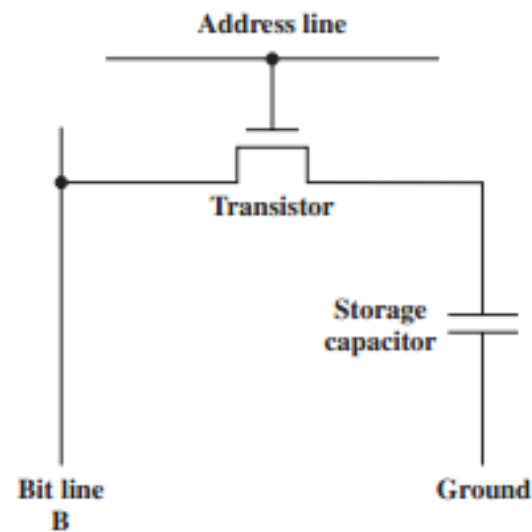 Address line
Transistor
Storage
capacitor
Bit line
B
Ground